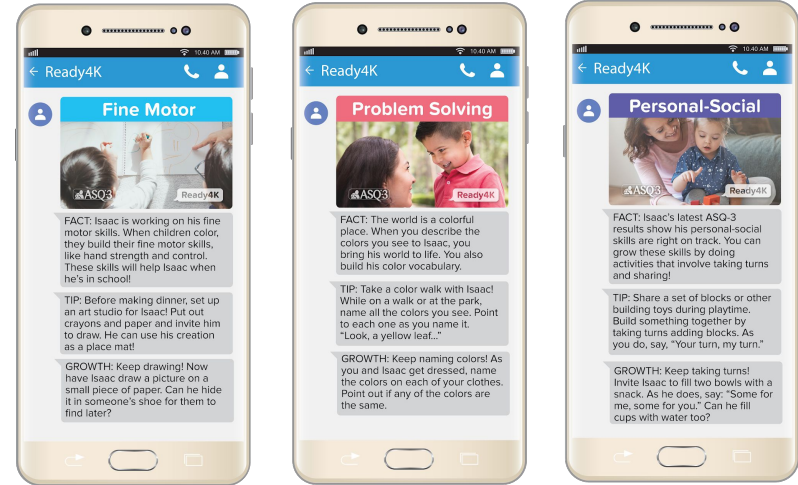 10.40 AM
← Ready4K
Fine Motor
ASQ3
Ready4K
FACT: Isaac is working on his fine
motor skills. When children color,
they build their fine motor skills,
like hand strength and control.
These skills will help Isaac when
he's in school!
TIP: Before making dinner, set up
an art studio for Isaac! Put out
crayons and paper and invite him
to draw. He can use his creation
as a place mat!
GROWTH: Keep drawing! Now
have Isaac draw a picture on a
small piece of paper. Can he hide
it in someone's shoe for them to
find later?
10.40 AM
← Ready4K
Problem Solving
ASQ3
Ready4K
FACT: The world is a colorful
place. When you describe the
colors you see to Isaac, you
bring his world to life. You also
build his color vocabulary.
TIP: Take a color walk with Isaac!
While on a walk or at the park,
name all the colors you see. Point
to each one as you name it.
“Look, a yellow leaf...”
GROWTH: Keep naming colors! As
you and Isaac get dressed, name
the colors on each of your clothes.
Point out if any of the colors are
the same.
10.40 AM
← Ready4K
Personal-Social
ASQ3
Ready4K
FACT: Isaac's latest ASQ-3
results show his personal-social
skills are right on track. You can
grow these skills by doing
activities that involve taking turns
and sharing!
TIP: Share a set of blocks or other
building toys during playtime.
Build something together by
taking turns adding blocks. As
you do, say, “Your turn, my turn.”
GROWTH: Keep taking turns!
Invite Isaac to fill two bowls with a
snack. As he does, say: “Some for
me, some for you.” Can he fill
cups with water too?